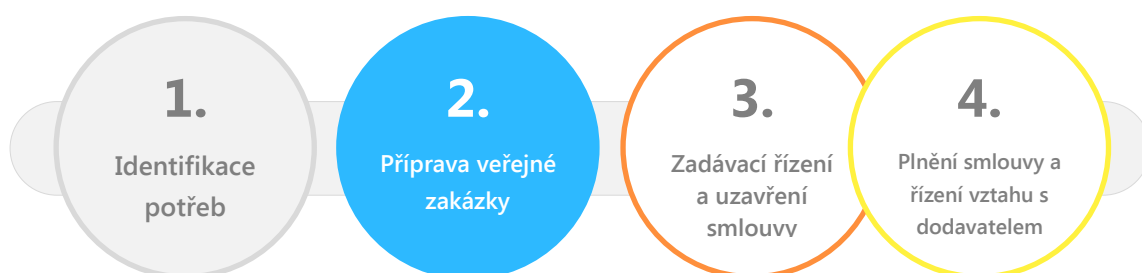 1.
Identifikace
potřeb
2.
Příprava veřejné
zakázky
3.
Zadávací řízení
a uzavření
smlouvy
4.
Plnění smlouvy a
řízení vztahu s
dodavatelem